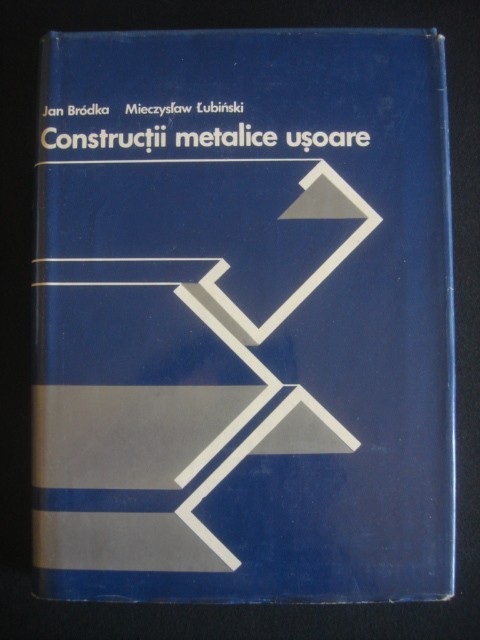 Jan Bródka Mieczysław Łubiński
Construcții metalice ușoare